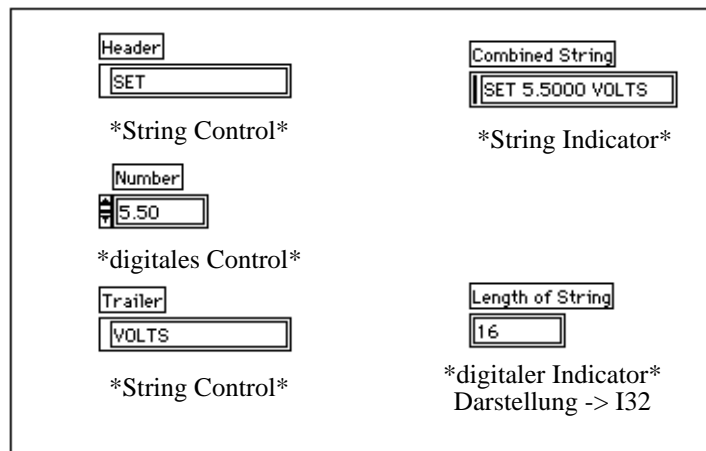 Header
SET
*String Control*
Number
5.50
*digitales Control*
Trailer
VOLTS
*String Control*
Combined String
SET 5.5000 VOLTS
*String Indicator*
Length of String
16
*digitaler Indicator*
Darstellung -> I32